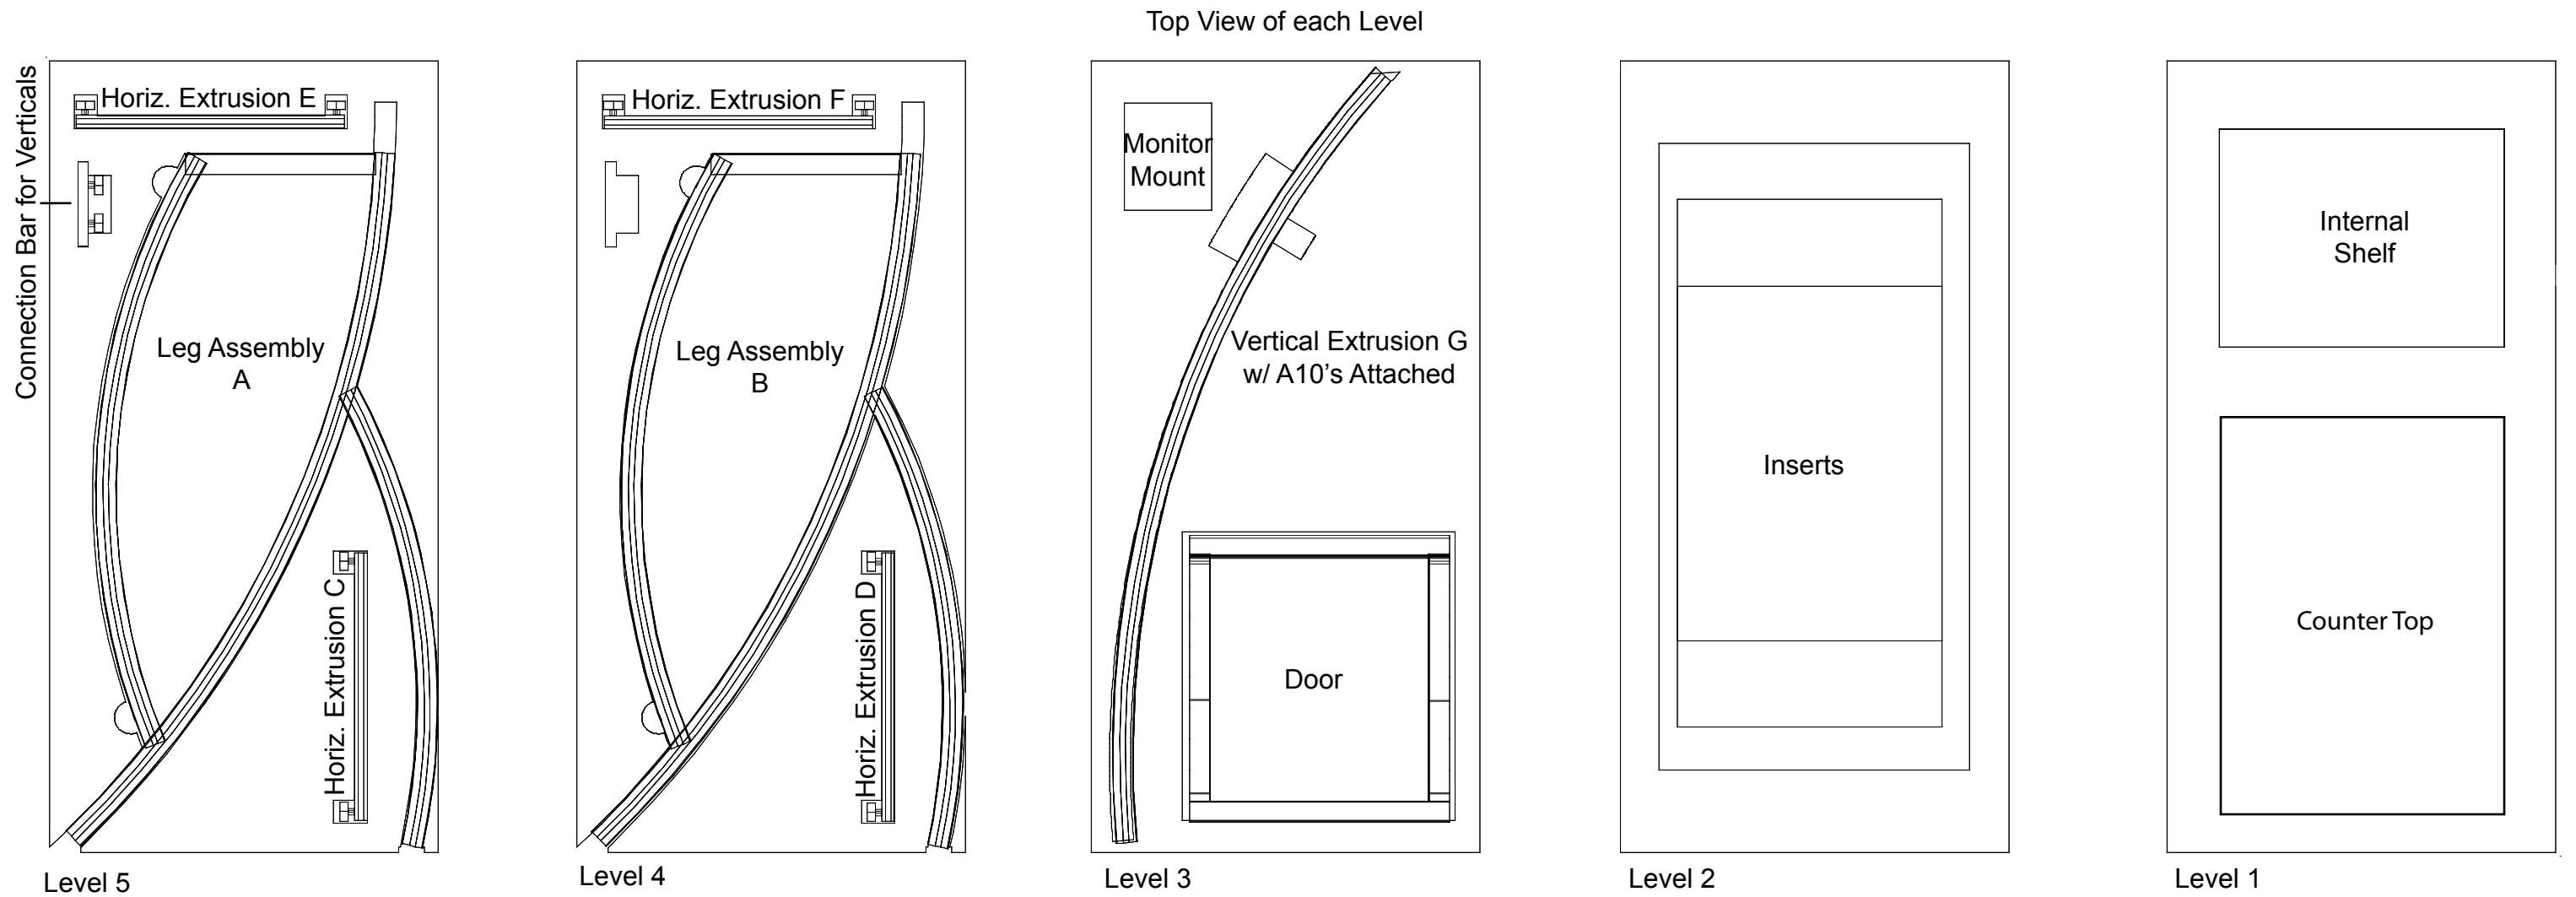 Top View of each Level
Connection Bar for Verticals
Horiz. Extrusion E
Leg Assembly
A
Horiz. Extrusion C
Level 5
Horiz. Extrusion F
Leg Assembly
B
Horiz. Extrusion D
Level 4
Monitor
Mount
Vertical Extrusion G
w/ A10's Attached
Door
Level 3
Inserts
Level 2
Internal
Shelf
Counter Top
Level 1